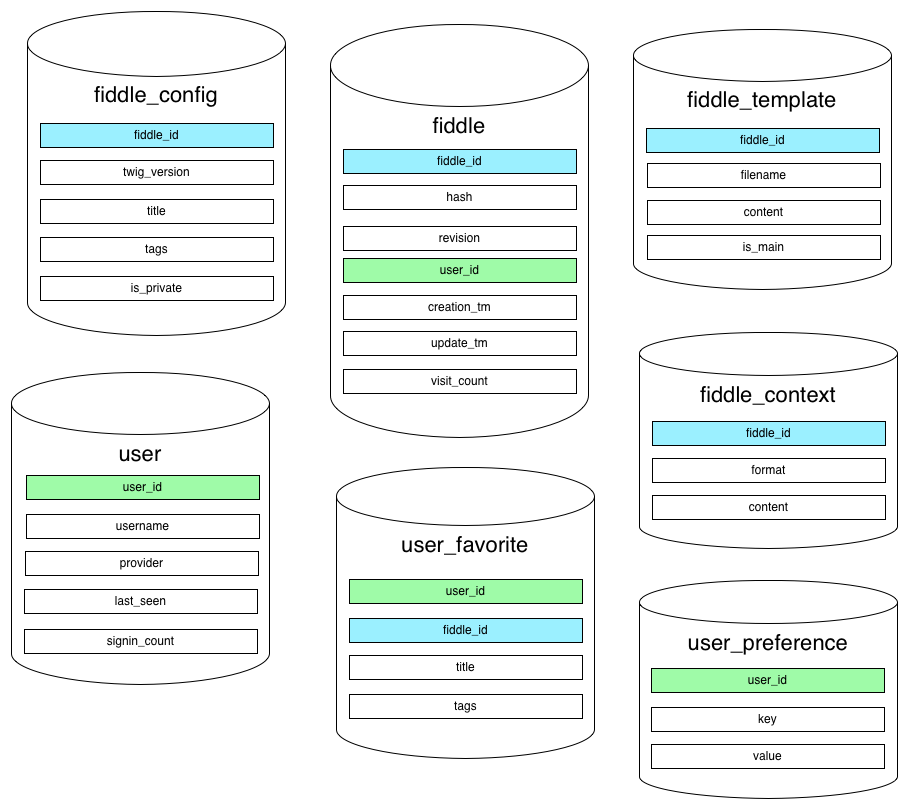 fiddle_config
fiddle_id
twig_version
title
tags
is_private
fiddle
fiddle_id
hash
revision
user_id
creation_tm
update_tm
visit_count
fiddle_template
fiddle_id
filename
content
is_main
user
user_id
username
provider
last_seen
signin_count
user_favorite
user_id
fiddle_id
title
tags
fiddle_context
fiddle_id
format
content
user_preference
user_id
key
value